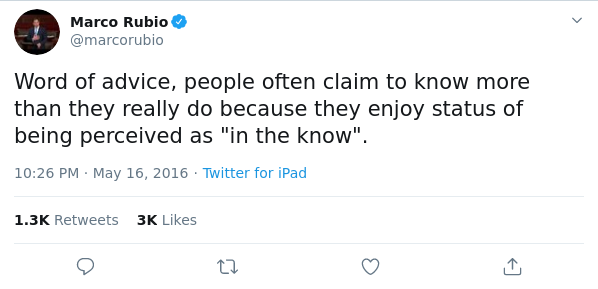 Marco Rubio
@marcorubio
Word of advice, people often claim to know more
than they really do because they enjoy status of
being perceived as "in the know".
10:26 PM · May 16, 2016 · Twitter for iPad
1.3K Retweets 3K Likes